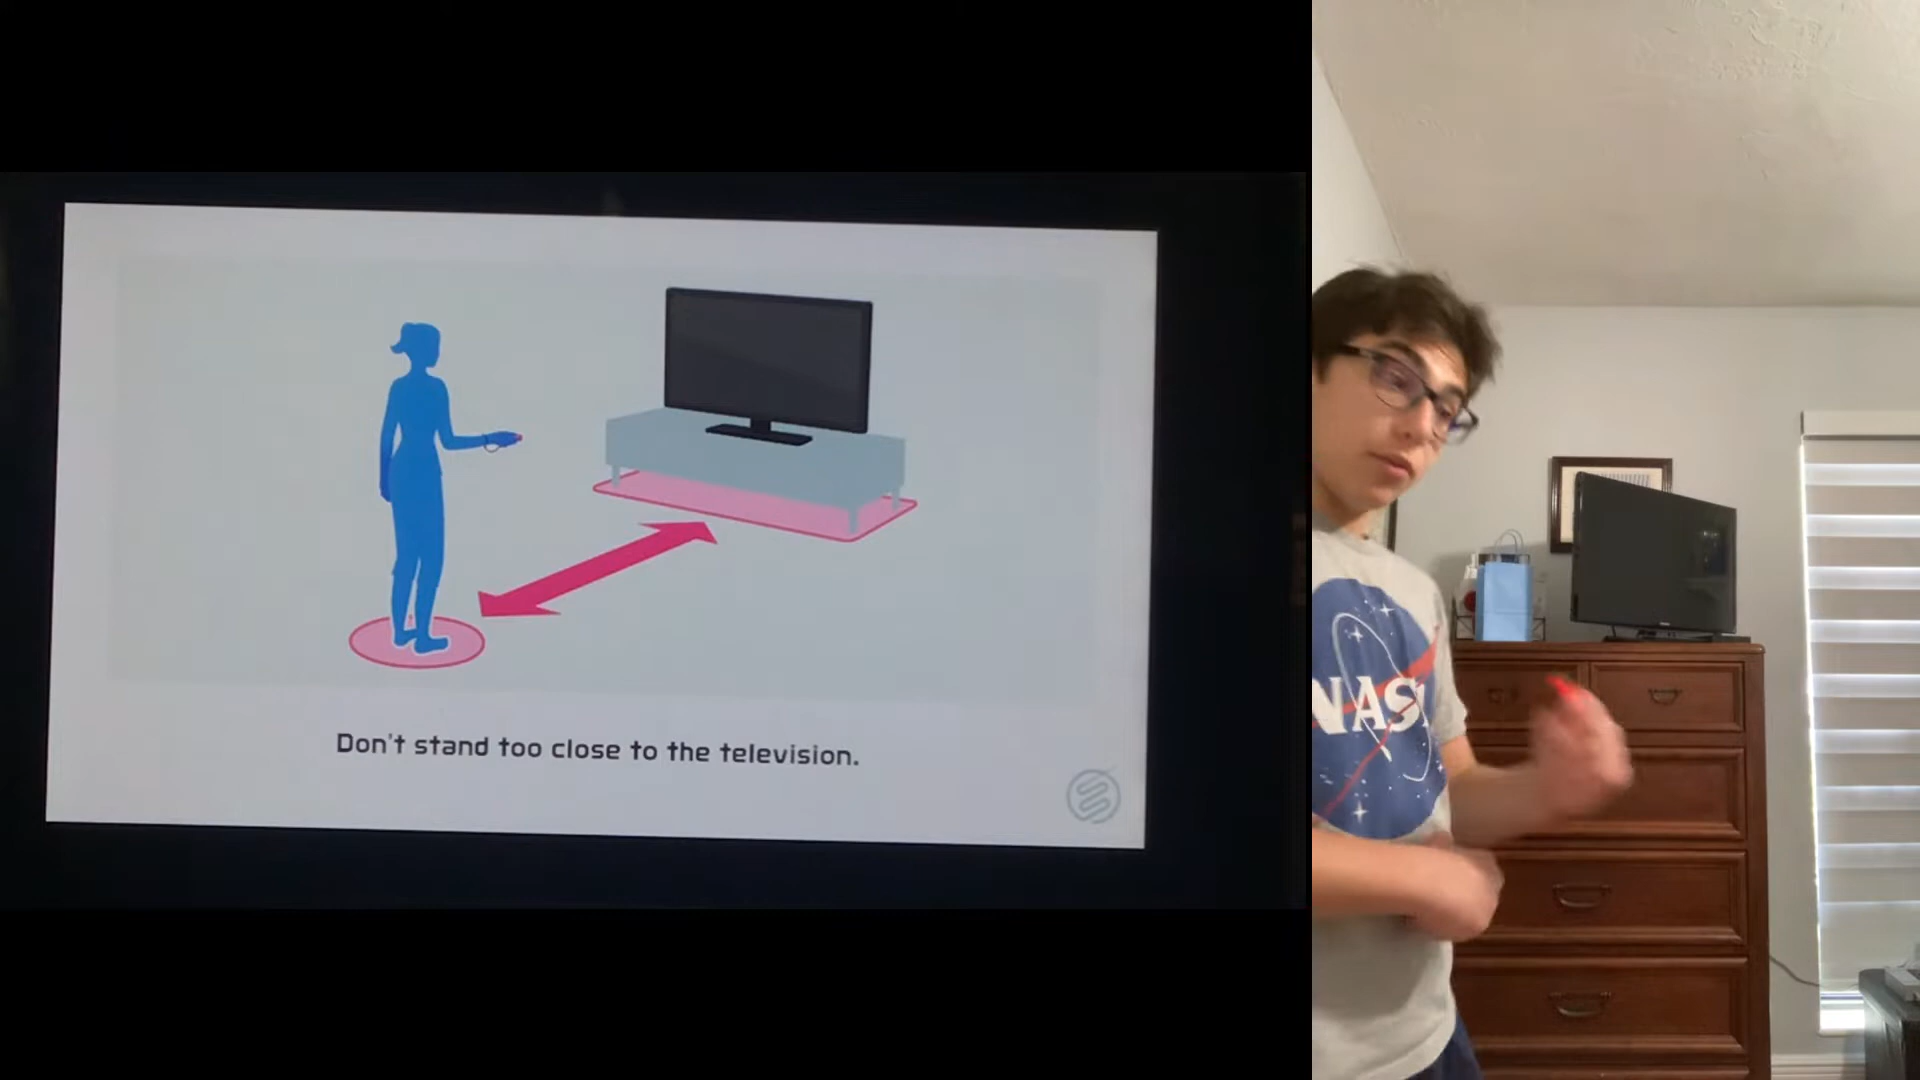 Don't stand too close to the television.
NASA